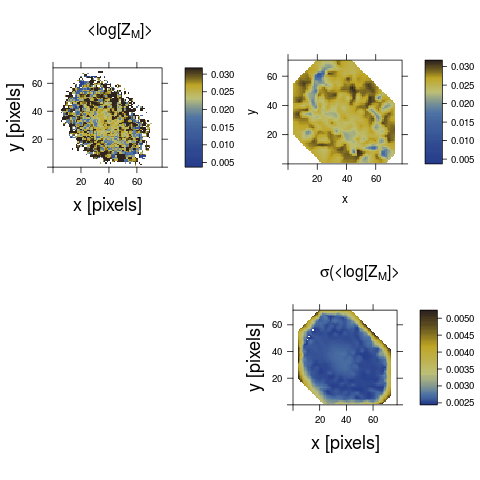 <log[Z_M]>
60
40
20
20 40 60
y [pixels]
x [pixels]
0.030
0.025
0.020
0.015
0.010
0.005
60
40
20
20 40 60
y
x
0.030
0.025
0.020
0.015
0.010
0.005
σ(<log[Z_M]>
60
40
20
20 40 60
y [pixels]
x [pixels]
0.0050
0.0045
0.0040
0.0035
0.0030
0.0025